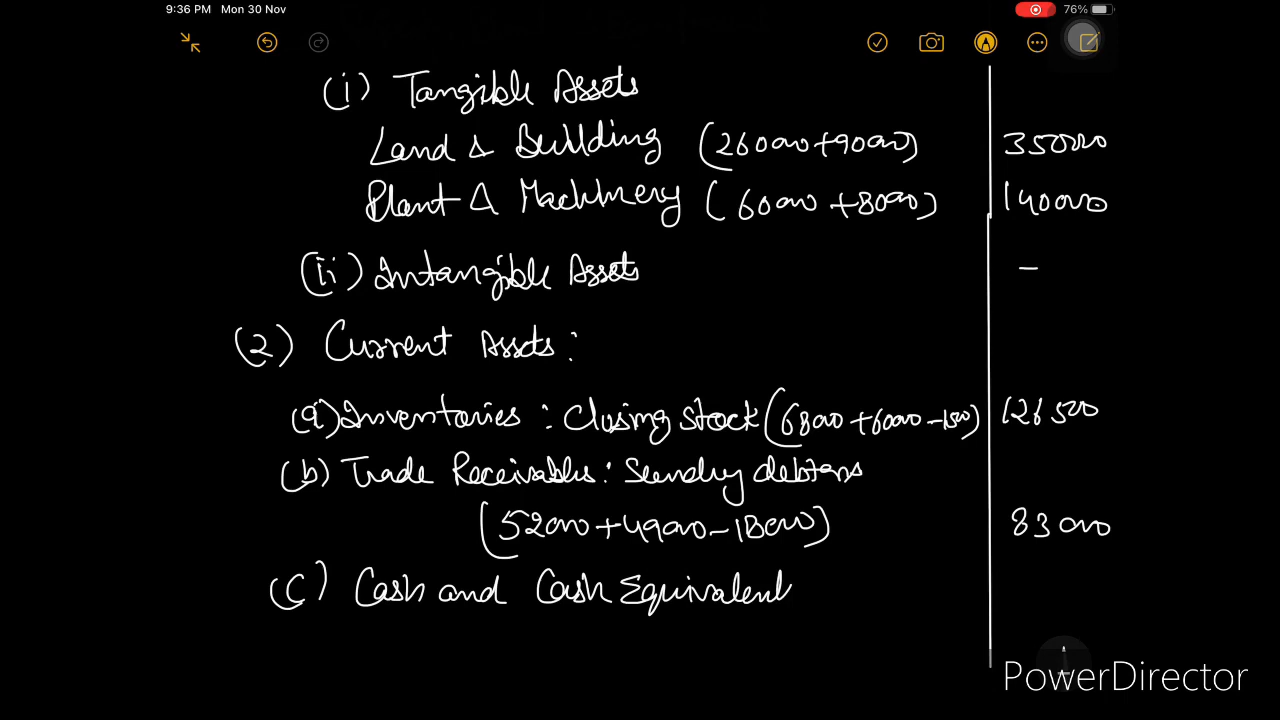 9:36 PM Mon 30 Nov 76%
(i) Tangible Assets
Land & Building (260000+90000) 350000
Plant & Machinery (60000+80000) 140000
(ii) Intangible Assets -
(2) Current Assets:
(a) Inventories: Closing stock (68000+60000-1500) 126500
(b) Trade Receivables: Sundry debtors
(52000+49000-18000) 83000
(c) Cash and Cash Equivalent
PowerDirector